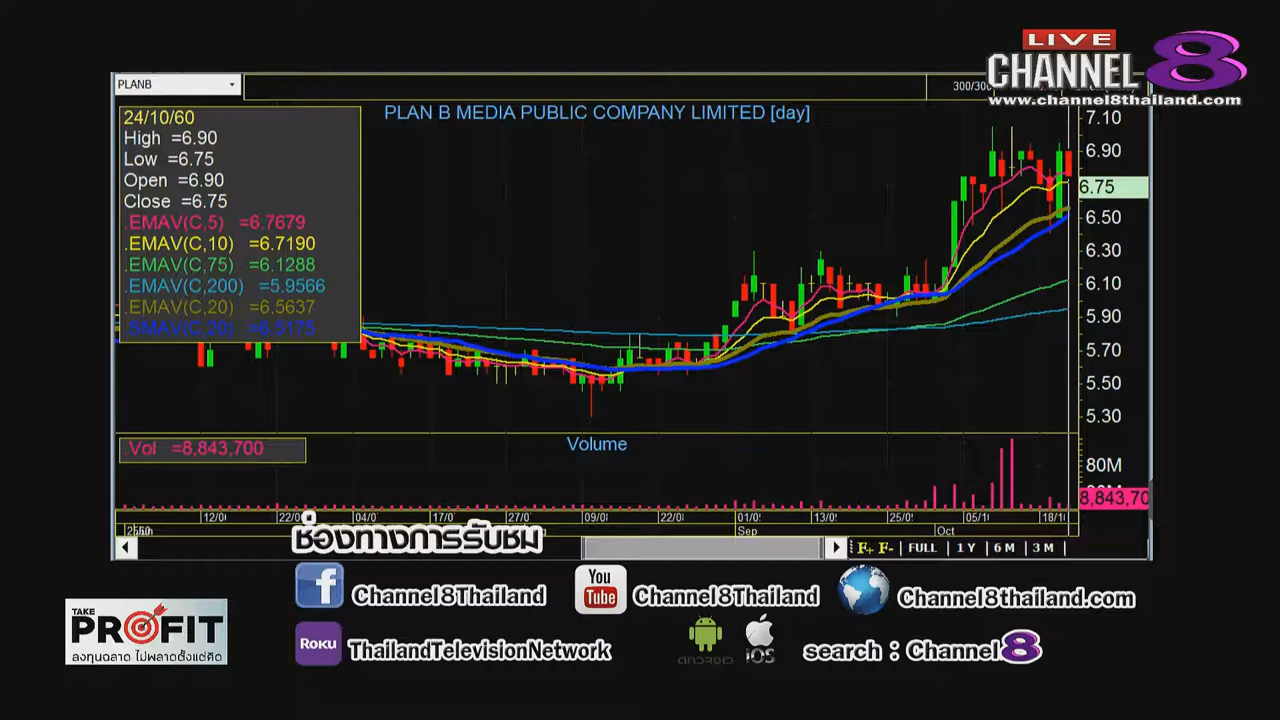 LIVE
CHANNEL 8
www.channel8thailand.com
PLANB
300/300
PLAN B MEDIA PUBLIC COMPANY LIMITED [day]
24/10/60
High =6.90
Low =6.75
Open =6.90
Close =6.75
.EMAV(C,5) =6.7679
.EMAV(C,10) =6.7190
.EMAV(C,75) =6.1288
.EMAV(C,200) =5.9566
.EMAV(C,20) =6.5637
.SMAV(C,20) =6.5175
7.10
6.90
6.75
6.50
6.30
6.10
5.90
5.70
5.50
5.30
.Vol =8,843,700
Volume
80M
8,843,70
12/0
22/0
04/0
17/0
27/0
09/0
22/0
01/0
13/0
25/0
05/1
18/1
Sep
Oct
F+ F- FULL 1 Y 6 M 3 M
ช่องทางการรับชม
f Channel8Thailand
You Tube Channel8Thailand
Channel8thailand.com
TAKE
PROFIT
ลงทุนฉลาด ไม่พลาดตั้งแต่คิด
ROKU ThailandTelevisionNetwork
android
iOS
search : Channel 8